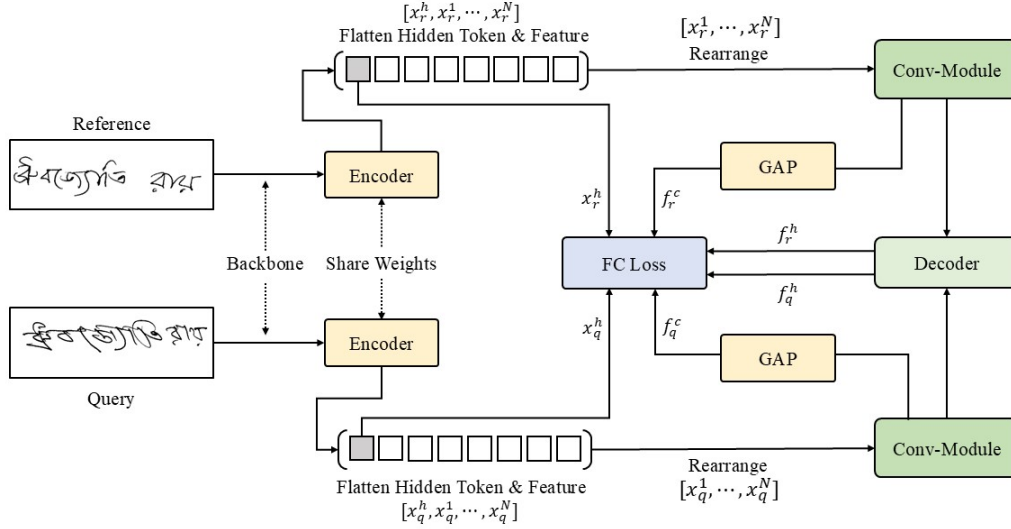 [x_r^h, x_r^1, ⋯, x_r^N]
Flatten Hidden Token & Feature
[x_r^1, ⋯, x_r^N]
Rearrange
Conv-Module
Reference
ধ্রুবজ্যোতি রায়
Encoder
GAP
x_r^h
f_r^c
f_r^h
Backbone
Share Weights
FC Loss
Decoder
f_q^h
ধ্রুবজ্যোতি রায়
Encoder
x_q^h
f_q^c
GAP
Query
Conv-Module
Flatten Hidden Token & Feature
[x_q^h, x_q^1, ⋯, x_q^N]
Rearrange
[x_q^1, ⋯, x_q^N]